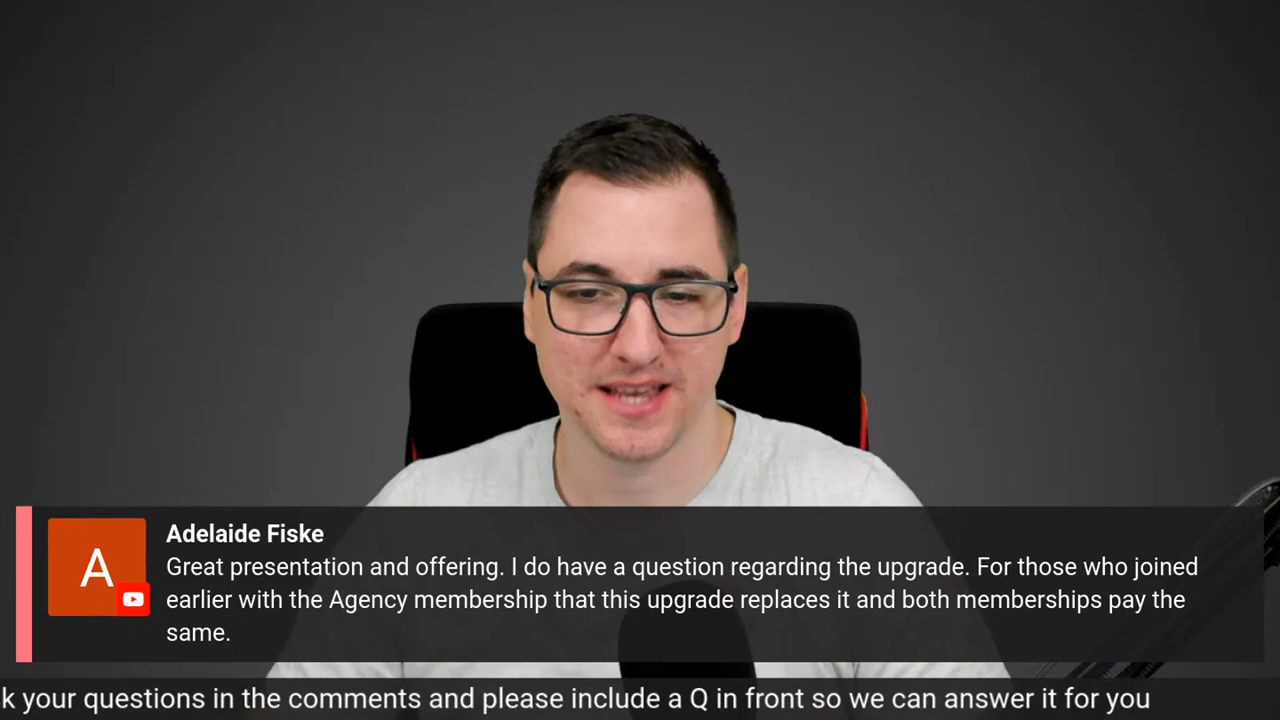 A
Adelaide Fiske
Great presentation and offering. I do have a question regarding the upgrade. For those who joined
earlier with the Agency membership that this upgrade replaces it and both memberships pay the
same.
k your questions in the comments and please include a Q in front so we can answer it for you